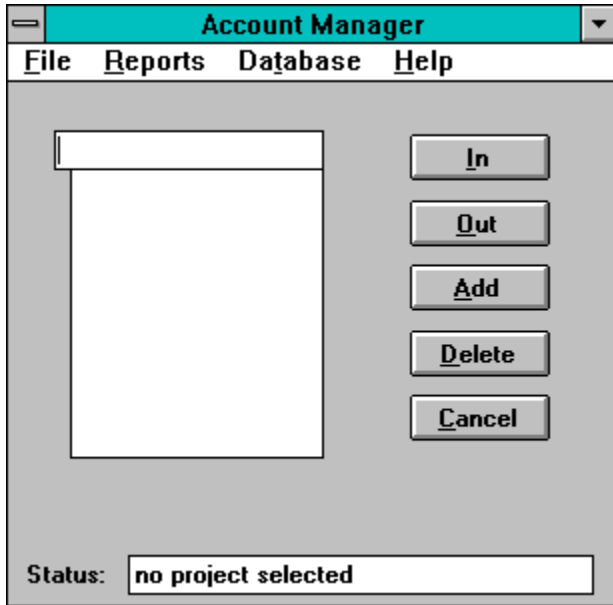 Account Manager
File Reports Database Help
In
Out
Add
Delete
Cancel
Status: no project selected